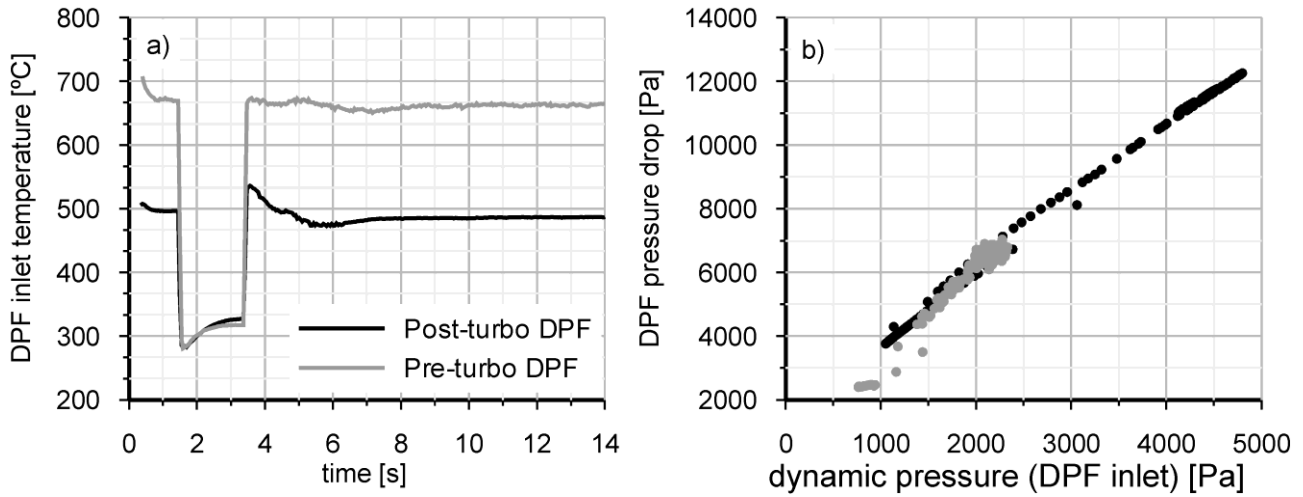 a)
DPF inlet temperature [ºC]
800
700
600
500
400
300
200
Post-turbo DPF
Pre-turbo DPF
0 2 4 6 8 10 12 14
time [s]
b)
DPF pressure drop [Pa]
14000
12000
10000
8000
6000
4000
2000
0 1000 2000 3000 4000 5000
dynamic pressure (DPF inlet) [Pa]